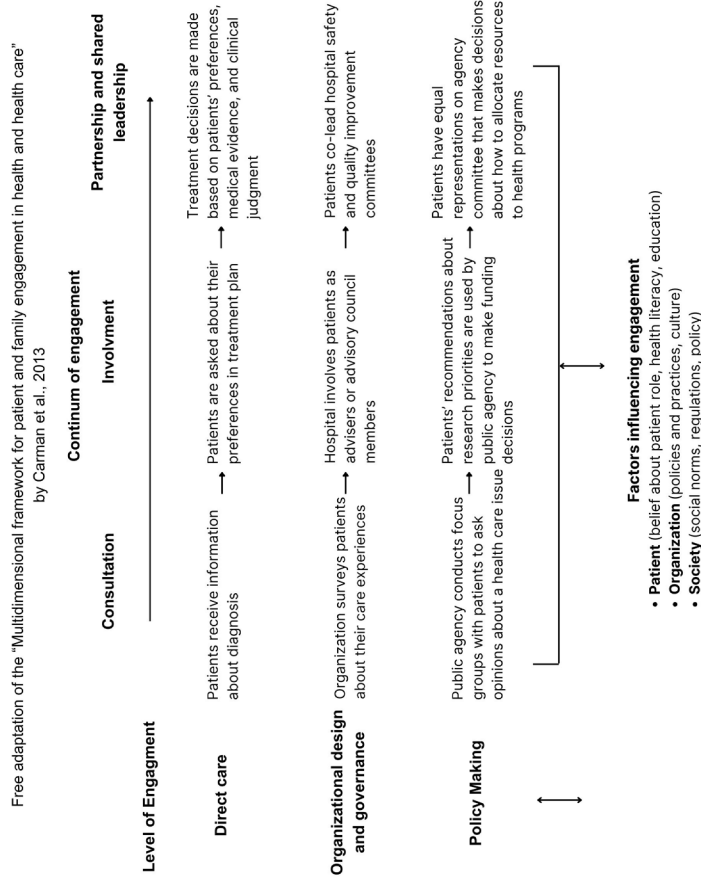 Free adaptation of the "Multidimensional framework for patient and family engagement in health and health care"
by Carman et al., 2013
Continum of engagement
Level of Engagment
Consultation
Involvment
Partnership and shared
leadership
Direct care
Patients receive information
about diagnosis
Patients are asked about their
preferences in treatment plan
Treatment decisions are made
based on patients' preferences,
medical evidence, and clinical
judgment
Organizational design
and governance
Organization surveys patients
about their care experiences
Hospital involves patients as
advisers or advisory council
members
Patients co-lead hospital safety
and quality improvement
committees
Policy Making
Public agency conducts focus
groups with patients to ask
opinions about a health care issue
Patients' recommendations about
research priorities are used by
public agency to make funding
decisions
Patients have equal
representations on agency
committee that makes decisions
about how to allocate resources
to health programs
Factors influencing engagement
• Patient (belief about patient role, health literacy, education)
• Organization (policies and practices, culture)
• Society (social norms, regulations, policy)